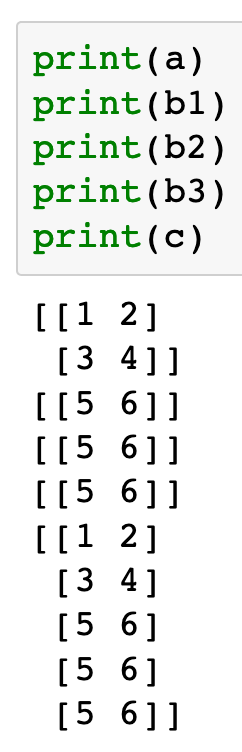 print(a)
print(b1)
print(b2)
print(b3)
print(c)
[[1 2]
 [3 4]]
[[5 6]]
[[5 6]]
[[5 6]]
[[1 2]
 [3 4]
 [5 6]
 [5 6]
 [5 6]]